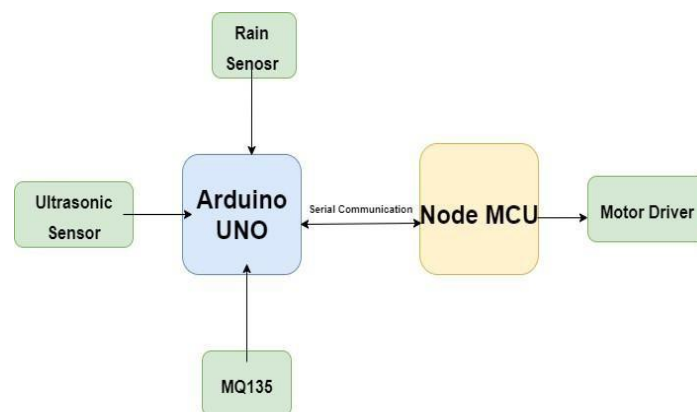 Rain
Senosr
Ultrasonic
Sensor
Arduino
UNO
Serial Communication
Node MCU
Motor Driver
MQ135